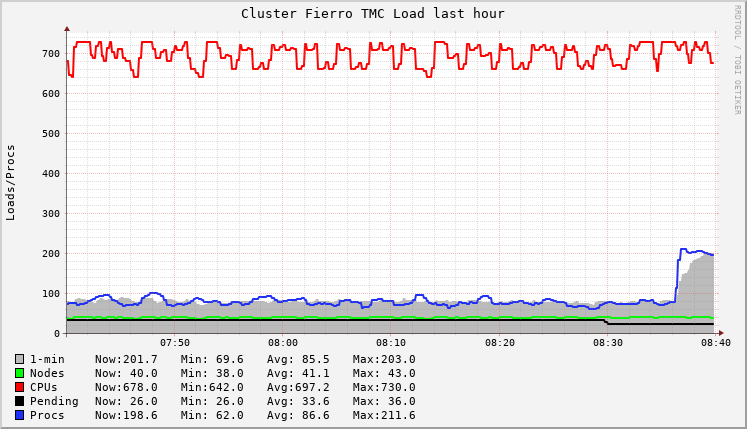 Cluster Fierro TMC Load last hour
RRDTOOL / TOBI OETIKER
Loads/Procs
700
600
500
400
300
200
100
0
07:50 08:00 08:10 08:20 08:30 08:40
1-min Now:201.7 Min: 69.6 Avg: 85.5 Max:203.0
Nodes Now: 40.0 Min: 38.0 Avg: 41.1 Max: 43.0
CPUs Now:678.0 Min:642.0 Avg:697.2 Max:730.0
Pending Now: 26.0 Min: 26.0 Avg: 33.6 Max: 36.0
Procs Now:198.6 Min: 62.0 Avg: 86.6 Max:211.6